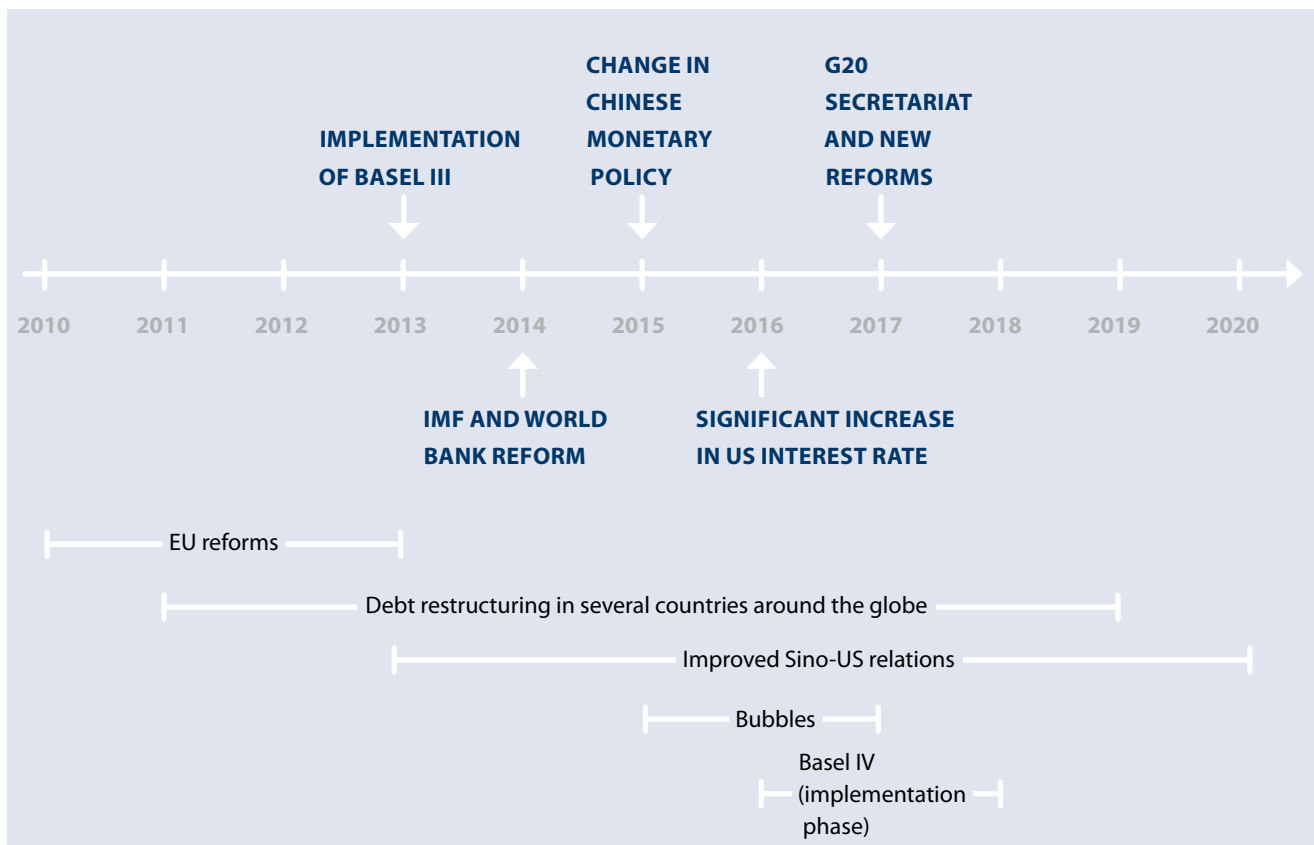 CHANGE IN
CHINESE
MONETARY
POLICY
G20
SECRETARIAT
AND NEW
REFORMS
IMPLEMENTATION
OF BASEL III
2010 2011 2012 2013 2014 2015 2016 2017 2018 2019 2020
IMF AND WORLD
BANK REFORM
SIGNIFICANT INCREASE
IN US INTEREST RATE
EU reforms
Debt restructuring in several countries around the globe
Improved Sino-US relations
Bubbles
Basel IV
(implementation
phase)